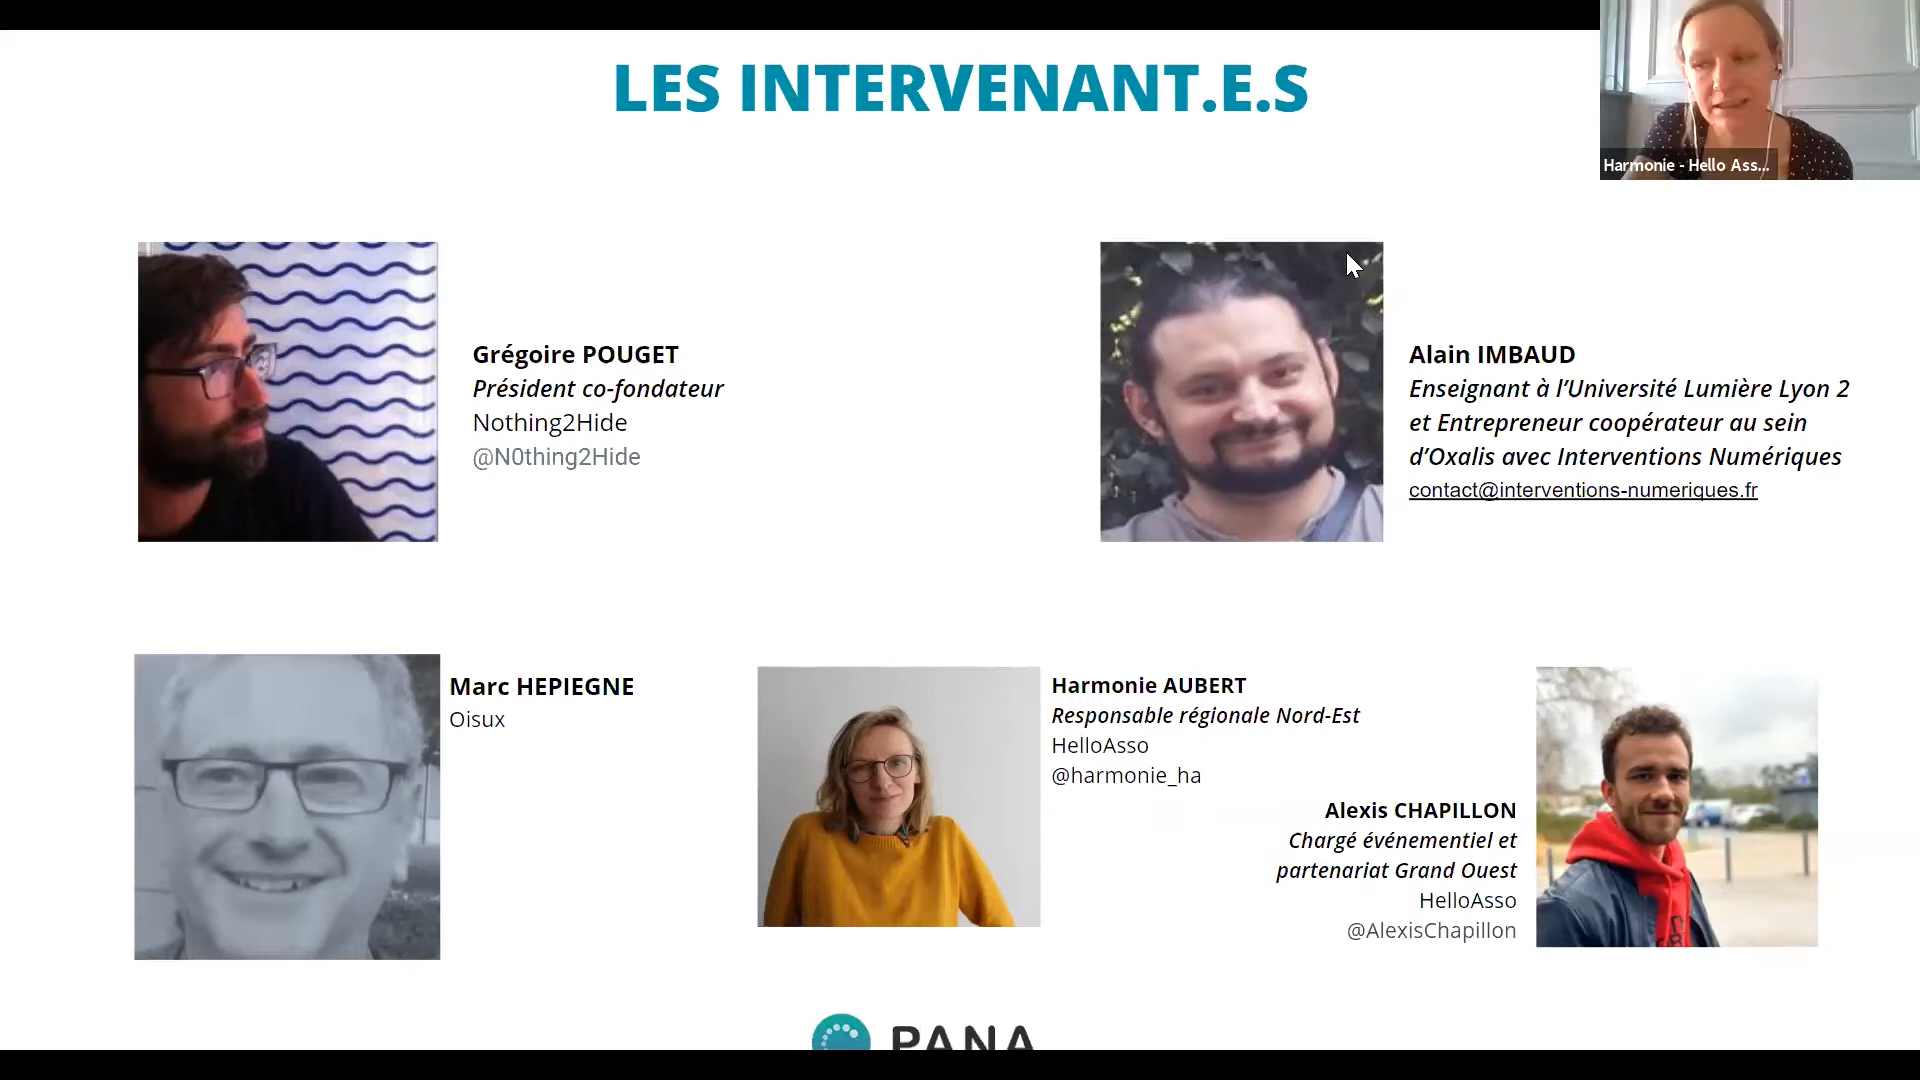 LES INTERVENANT.E.S
Harmonie - Hello Ass...
Grégoire POUGET
Président co-fondateur
Nothing2Hide
@N0thing2Hide
Alain IMBAUD
Enseignant à l’Université Lumière Lyon 2
et Entrepreneur coopérateur au sein
d’Oxalis avec Interventions Numériques
contact@interventions-numeriques.fr
Marc HEPIEGNE
Oisux
Harmonie AUBERT
Responsable régionale Nord-Est
HelloAsso
@harmonie_ha
Alexis CHAPILLON
Chargé événementiel et
partenariat Grand Ouest
HelloAsso
@AlexisChapillon
PANA